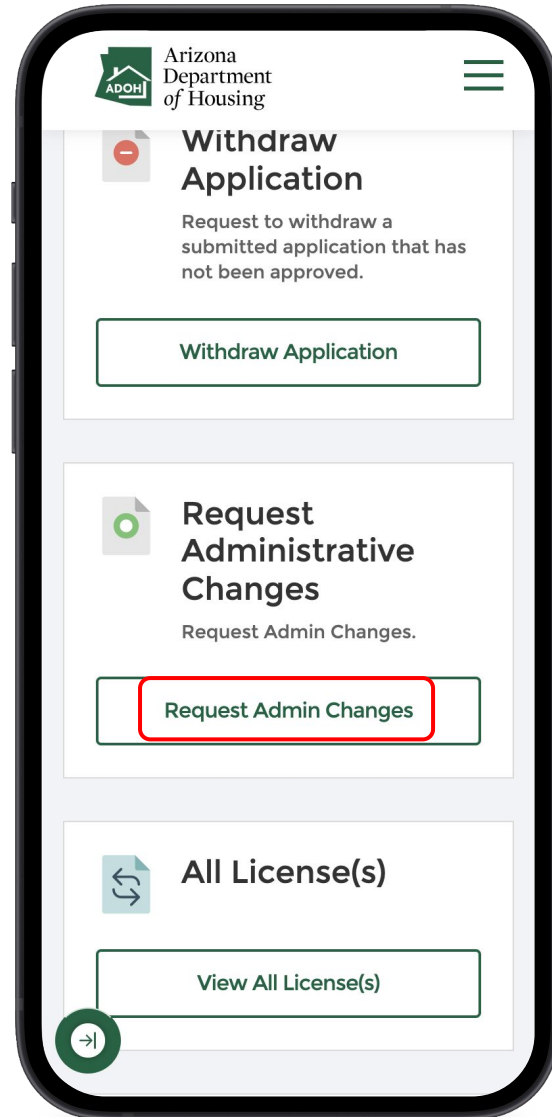 ADOH
Arizona
Department
of Housing
Withdraw
Application
Request to withdraw a
submitted application that has
not been approved.
Withdraw Application
Request
Administrative
Changes
Request Admin Changes.
Request Admin Changes
All License(s)
View All License(s)